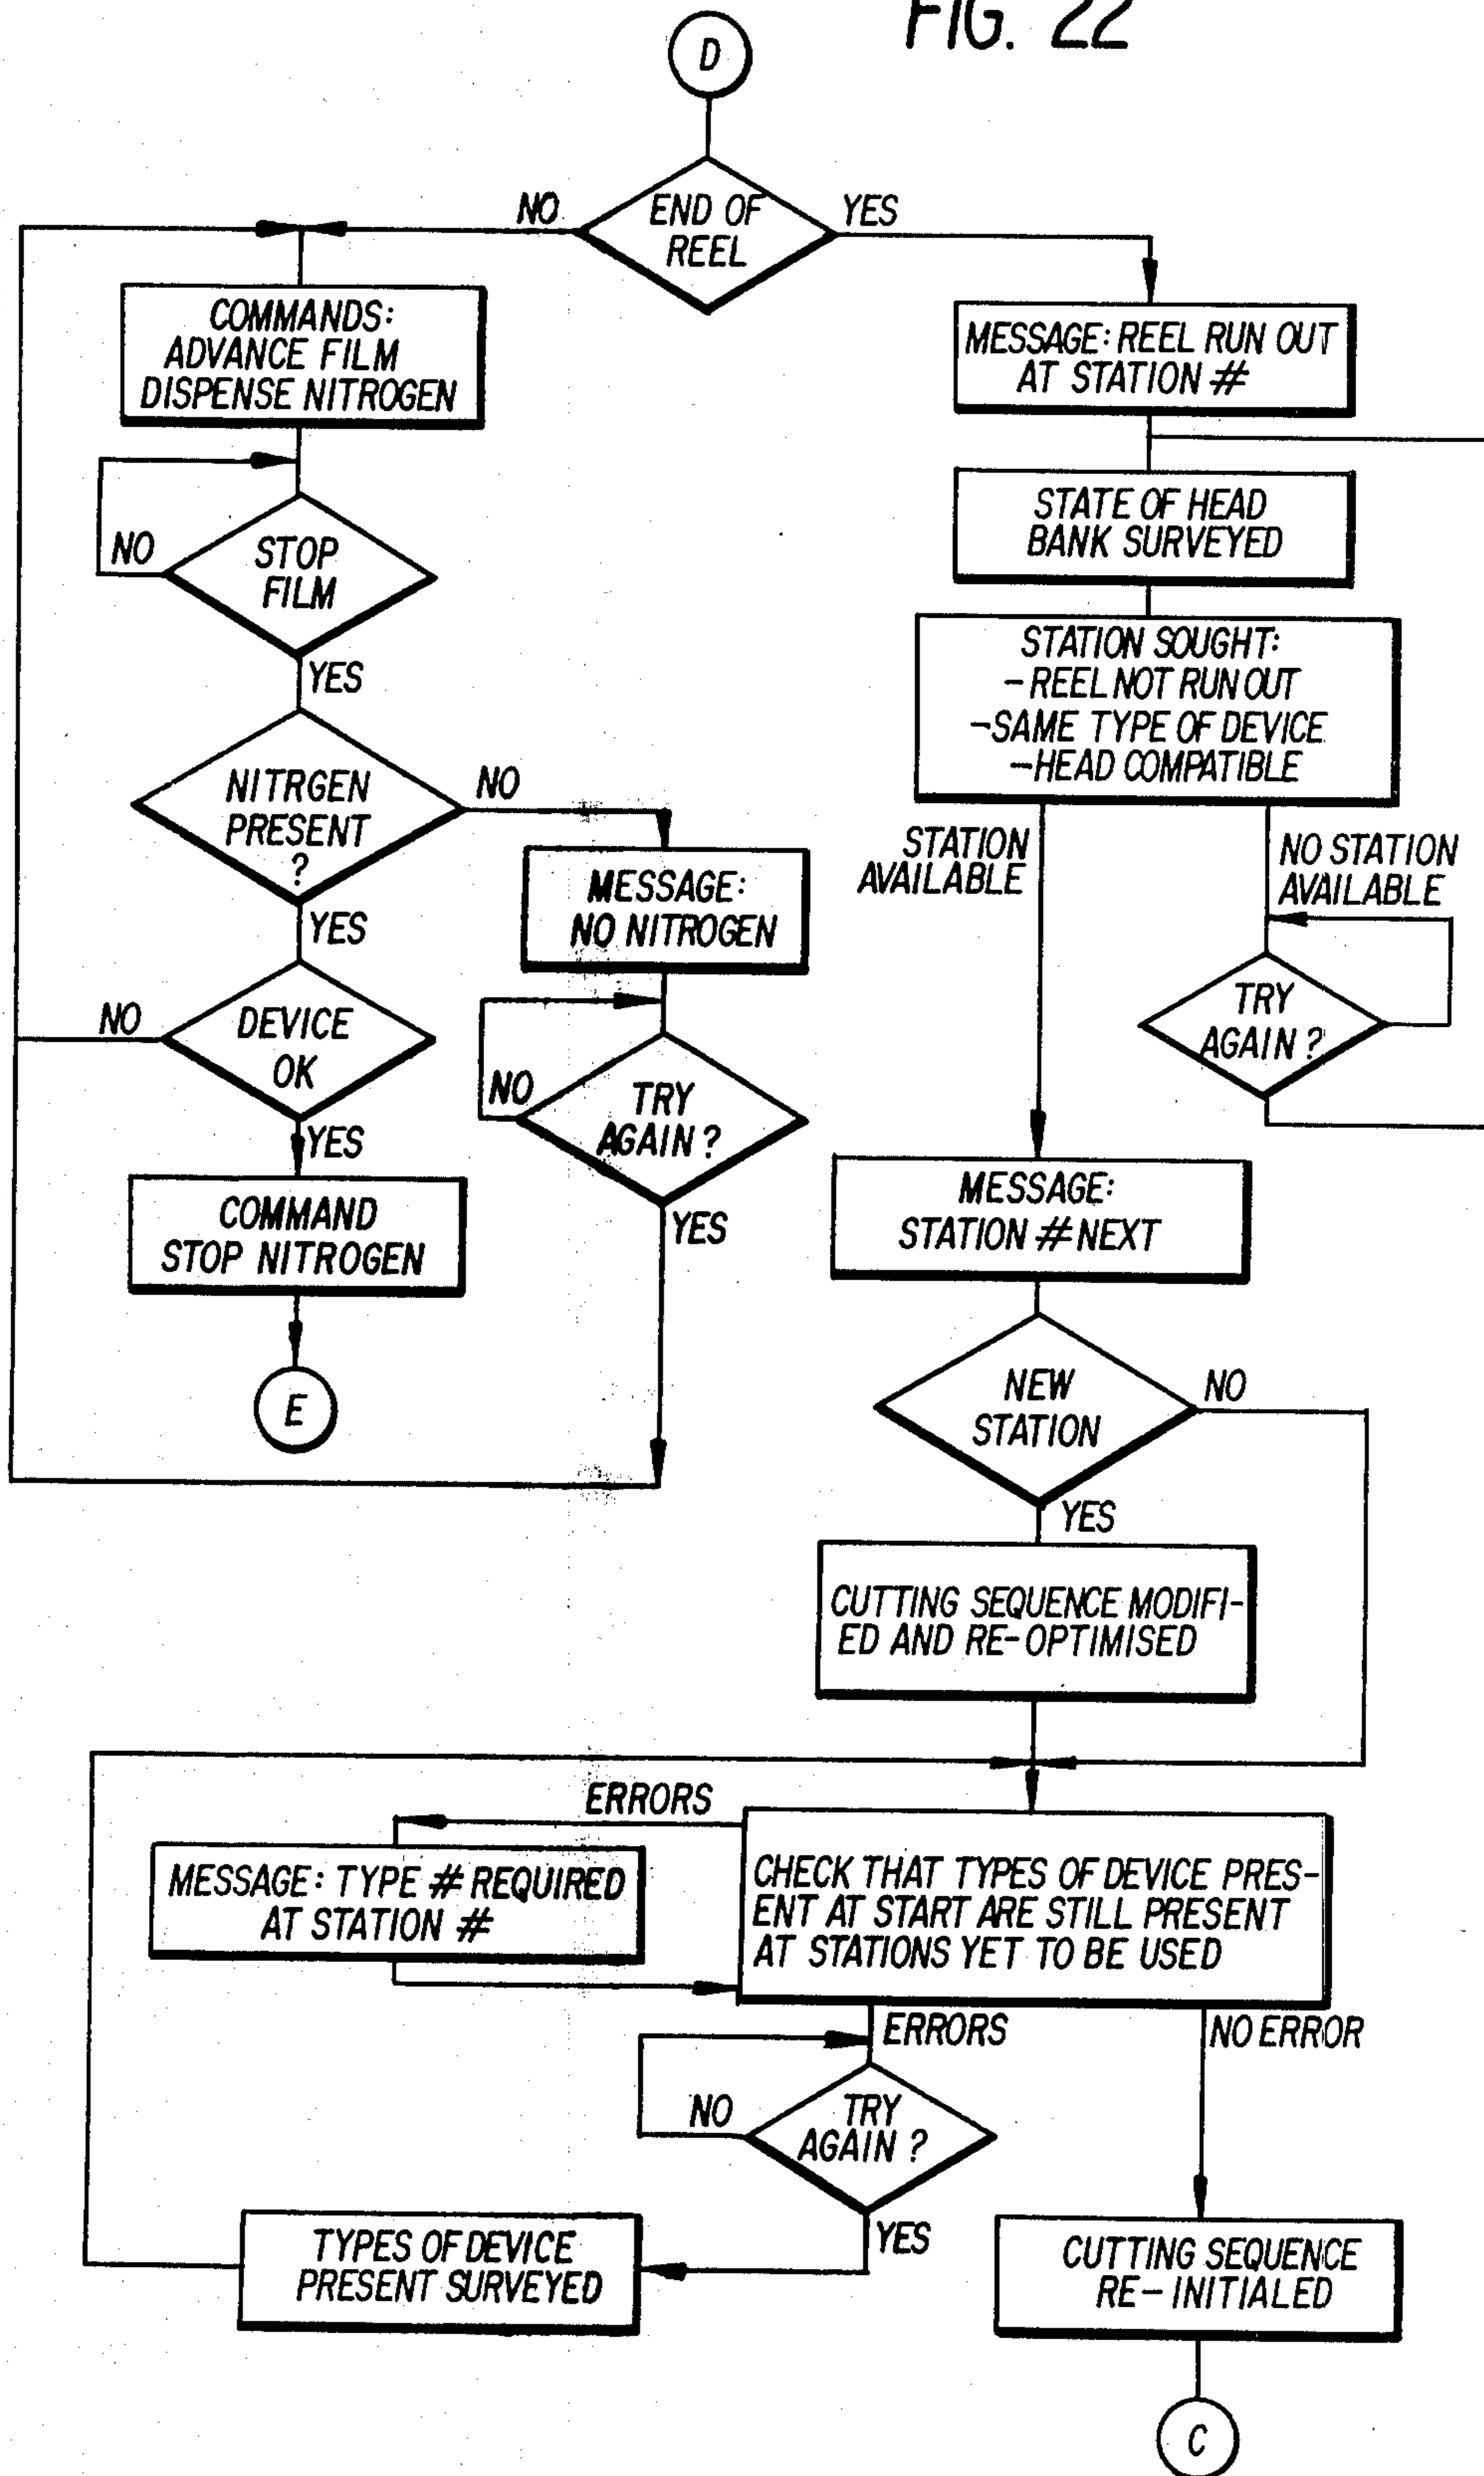 FIG. 22
D
END OF
REEL
NO
YES
COMMANDS:
ADVANCE FILM
DISPENSE NITROGEN
STOP
FILM
NO
YES
NITRGEN
PRESENT
?
NO
YES
MESSAGE:
NO NITROGEN
DEVICE
OK
NO
YES
TRY
AGAIN?
NO
YES
COMMAND
STOP NITROGEN
E
MESSAGE: REEL RUN OUT
AT STATION #
STATE OF HEAD
BANK SURVEYED
STATION SOUGHT:
- REEL NOT RUN OUT
-SAME TYPE OF DEVICE
-HEAD COMPATIBLE
STATION
AVAILABLE
NO STATION
AVAILABLE
TRY
AGAIN?
MESSAGE:
STATION # NEXT
NEW
STATION
NO
YES
CUTTING SEQUENCE MODIFI-
ED AND RE-OPTIMISED
ERRORS
MESSAGE: TYPE # REQUIRED
AT STATION #
CHECK THAT TYPES OF DEVICE PRES-
ENT AT START ARE STILL PRESENT
AT STATIONS YET TO BE USED
ERRORS
NO ERROR
TRY
AGAIN?
NO
YES
TYPES OF DEVICE
PRESENT SURVEYED
CUTTING SEQUENCE
RE-INITIALED
C